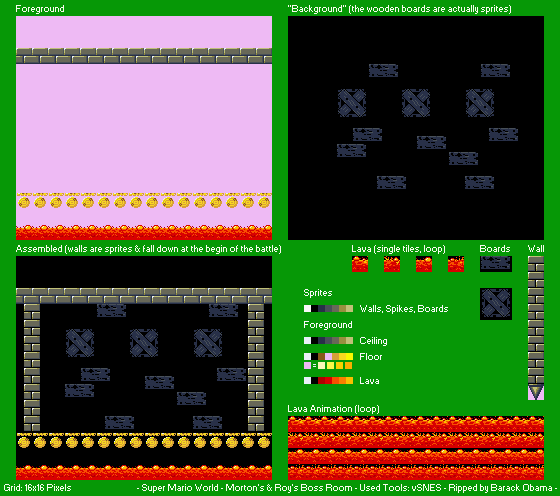 Foreground
"Background" (the wooden boards are actually sprites)
Assembled (walls are sprites & fall down at the begin of the battle)
Lava (single tiles, loop)
Boards
Wall
Sprites
Walls, Spikes, Boards
Foreground
Ceiling
Floor
=
Lava
Lava Animation (loop)
Grid: 16x16 Pixels
- Super Mario World - Morton's & Roy's Boss Room - Used Tools: vSNES - Ripped by Barack Obama -